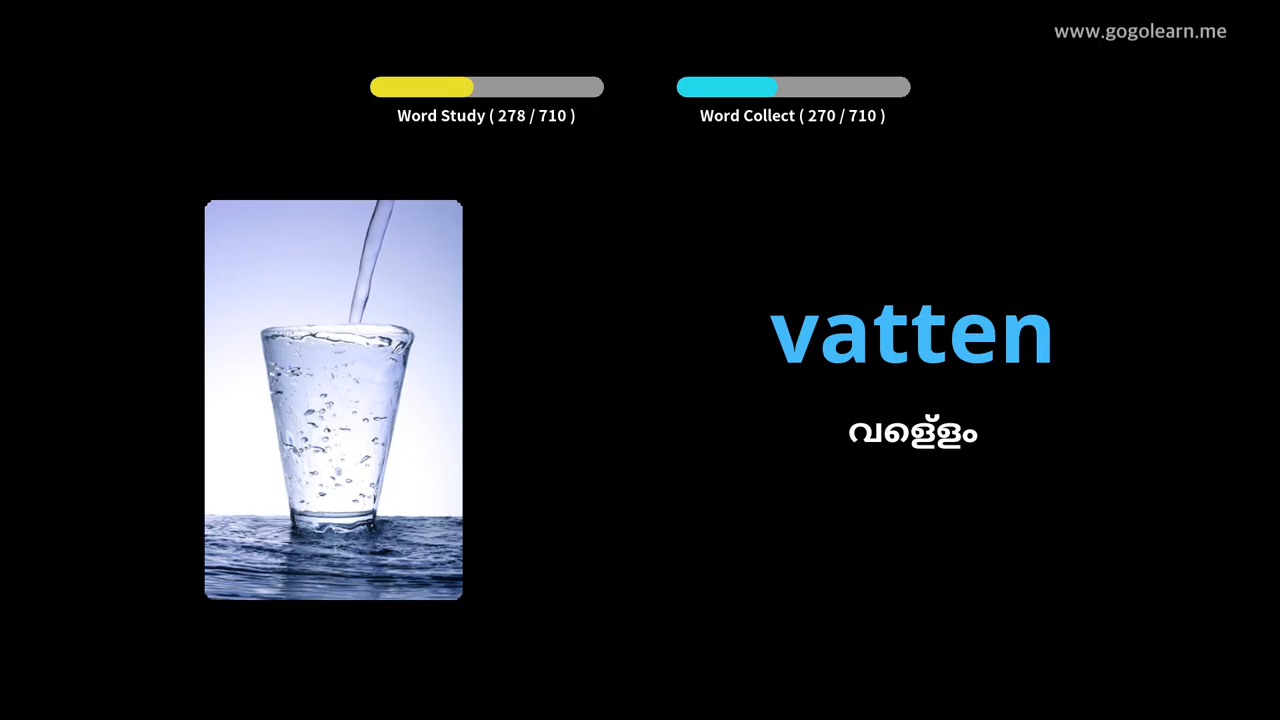 www.gogolearn.me
Word Study ( 278 / 710 )
Word Collect ( 270 / 710 )
vatten
വെള്ളം